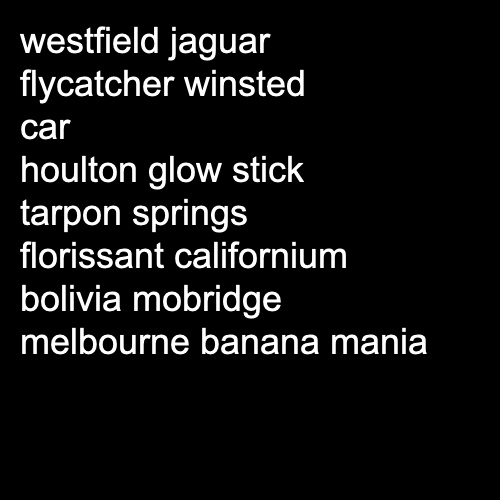 westfield jaguar
flycatcher winsted
car
houlton glow stick
tarpon springs
florissant californium
bolivia mobridge
melbourne banana mania